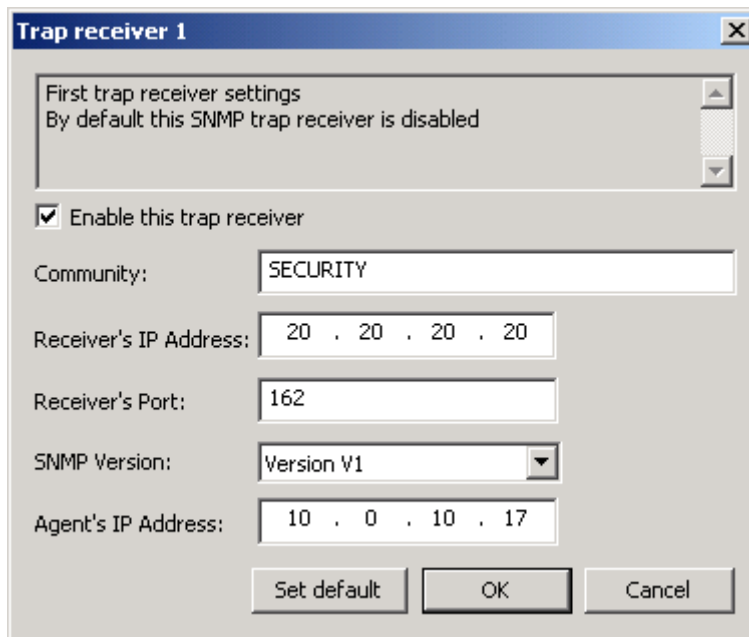 Trap receiver 1
First trap receiver settings
By default this SNMP trap receiver is disabled
Enable this trap receiver
Community: SECURITY
Receiver's IP Address: 20 . 20 . 20 . 20
Receiver's Port: 162
SNMP Version: Version V1
Agent's IP Address: 10 . 0 . 10 . 17
Set default OK Cancel